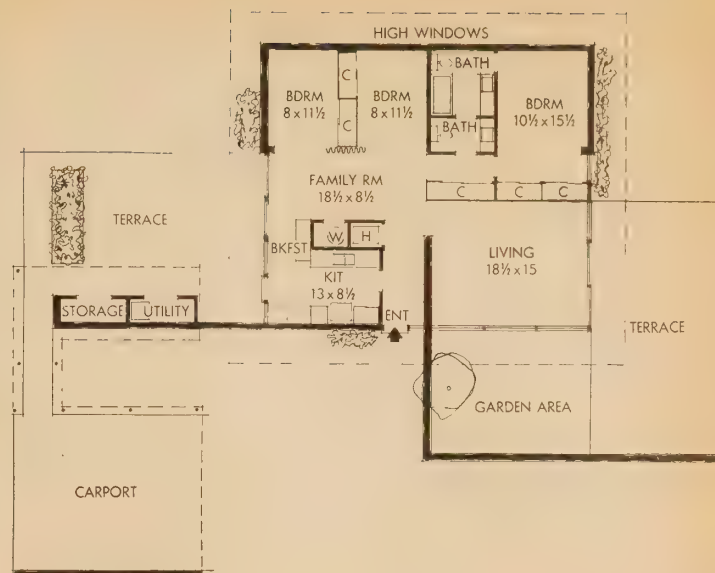 HIGH WINDOWS
BATH
C
BDRM
8 x 11½
BDRM
8 x 11½
BDRM
10½ x 15½
C
BATH
FAMILY RM
18½ x 8½
C
C
C
TERRACE
W
H
BKFST
LIVING
18½ x 15
KIT
13 x 8½
STORAGE
UTILITY
ENT
TERRACE
GARDEN AREA
CARPORT